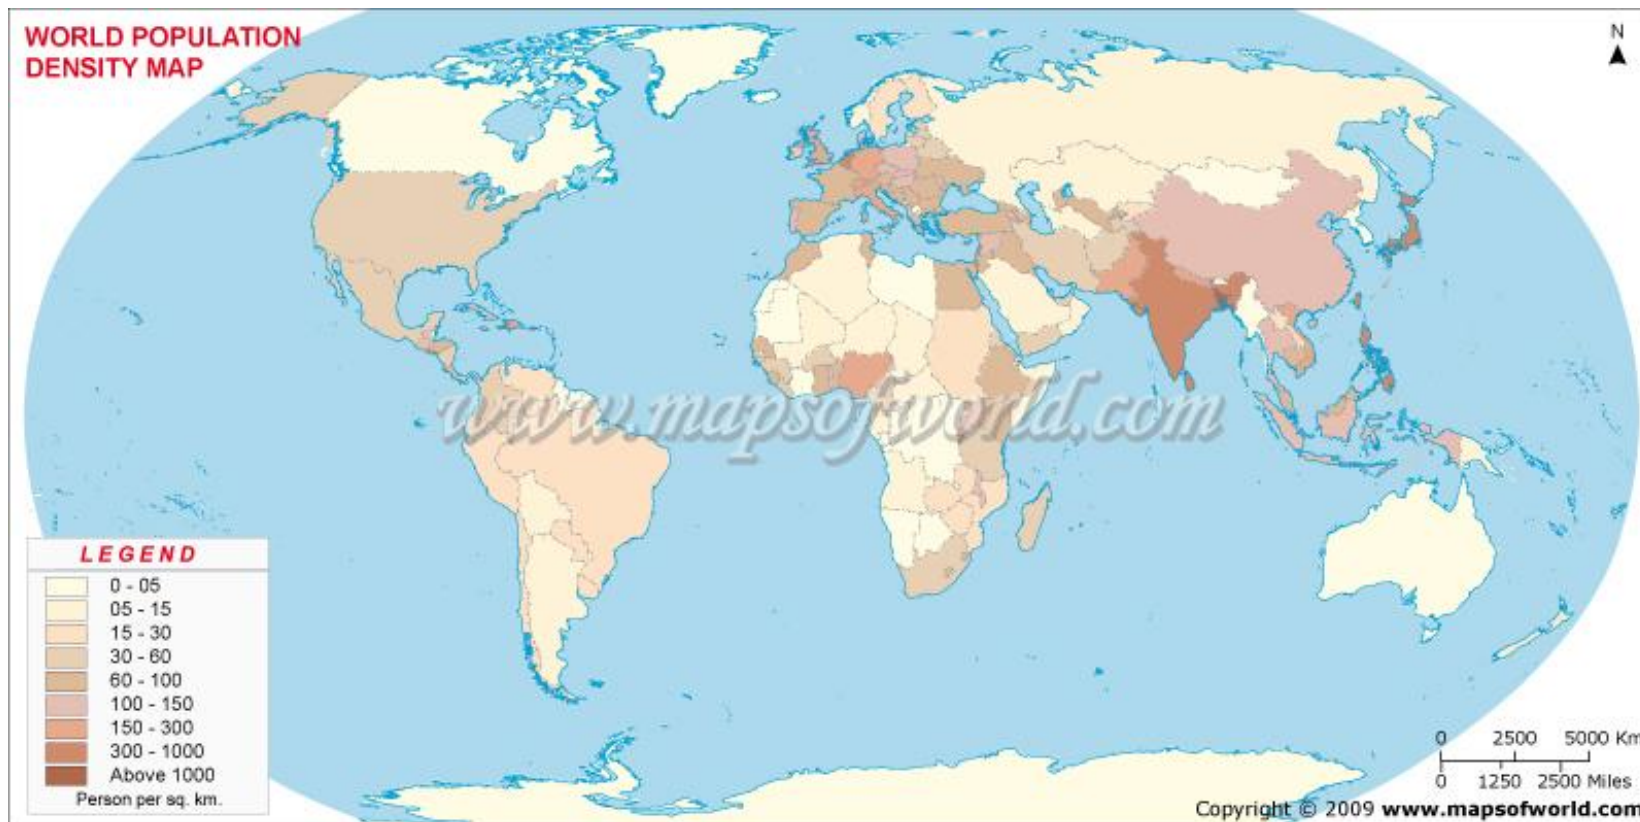 WORLD POPULATION
DENSITY MAP
N
www.mapsofworld.com
LEGEND
0 - 05
05 - 15
15 - 30
30 - 60
60 - 100
100 - 150
150 - 300
300 - 1000
Above 1000
Person per sq. km.
0 2500 5000 Km
0 1250 2500 Miles
Copyright © 2009 www.mapsofworld.com